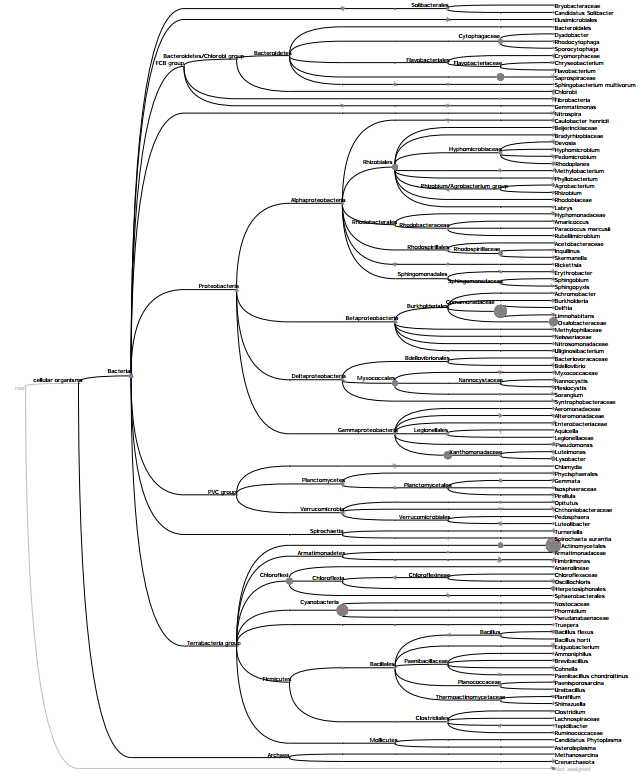 Solibacterales
Bryobacteraceae
Candidatus Solibacter
Elusimicrobiales
Bacteroidales
Cytophagaceae
Dyadobacter
Rhodocytophaga
Sporocytophaga
Bacteroidetes
Bacteroidetes/Chlorobi group
FCB group
Cryomorphaceae
Flavobacteriales
Flavobacteriaceae
Chryseobacterium
Flavobacterium
Saprospiraceae
Sphingobacterium multivorum
Chlorobi
Fibrobacteria
Gemmatimonas
Nitrospira
Caulobacter henricii
Beijerinckiaceae
Bradyrhizobiaceae
Devosia
Hyphomicrobiaceae
Hyphomicrobium
Pedomicrobium
Rhizobiales
Rhodoplanes
Methylobacterium
Phyllobacterium
Rhizobium/Agrobacterium group
Agrobacterium
Rhizobium
Rhodobiaceae
Alphaproteobacteria
Labrys
Hyphomonadaceae
Rhodobacterales
Rhodobacteraceae
Amaricoccus
Paracoccus marcusii
Rubellimicrobium
Acetobacteraceae
Rhodospirillales
Rhodospirillaceae
Inquilinus
Skermanella
Rickettsia
Sphingomonadales
Erythrobacter
Sphingomonadaceae
Sphingobium
Sphingopyxis
Proteobacteria
Achromobacter
Burkholderiales
Comamonadaceae
Burkholderia
Delftia
Limnohabitans
Betaproteobacteria
Oxalobacteraceae
Methylophilaceae
Neisseriaceae
Nitrosomonadaceae
Uliginosibacterium
Bdellovibrionales
Bacteriovoracaceae
Bdellovibrio
Bacteria
Deltaproteobacteria
Myxococcales
Myxococcaceae
cellular organisms
Nannocystaceae
Nannocystis
root
Plesiocystis
Sorangium
Syntrophobacteraceae
Aeromonadaceae
Alteromonadaceae
Enterobacteriaceae
Gammaproteobacteria
Legionellales
Aquicella
Legionellaceae
Pseudomonas
Xanthomonadaceae
Luteimonas
Lysobacter
Chlamydia
Phycisphaerales
Planctomycetes
Planctomycetales
Gemmata
Isosphaeraceae
PVC group
Pirellula
Opitutus
Verrucomicrobia
Chthoniobacteraceae
Verrucomicrobiales
Pedosphaera
Luteolibacter
Spirochaetia
Turneriella
Spirochaeta aurantia
Actinomycetales
Armatimonadetes
Armatimonadaceae
Fimbriimonas
Anaerolineae
Chloroflexi
Chloroflexia
Chloroflexineae
Chloroflexaceae
Oscillochloris
Herpetosiphonales
Sphaerobacterales
Cyanobacteria
Nostocaceae
Phormidium
Pseudanabaenaceae
Truepera
Bacillus
Bacillus flexus
Bacillus horti
Terrabacteria group
Exiguobacterium
Ammoniphilus
Bacillales
Paenibacillaceae
Brevibacillus
Cohnella
Paenibacillus chondroitinus
Firmicutes
Planococcaceae
Paenisporosarcina
Ureibacillus
Thermoactinomycetaceae
Planifilum
Shimazuella
Clostridium
Clostridiales
Lachnospiraceae
Tepidibacter
Ruminococcaceae
Mollicutes
Candidatus Phytoplasma
Asteroleplasma
Archaea
Methanosarcina
Crenarchaeota
Not assigned